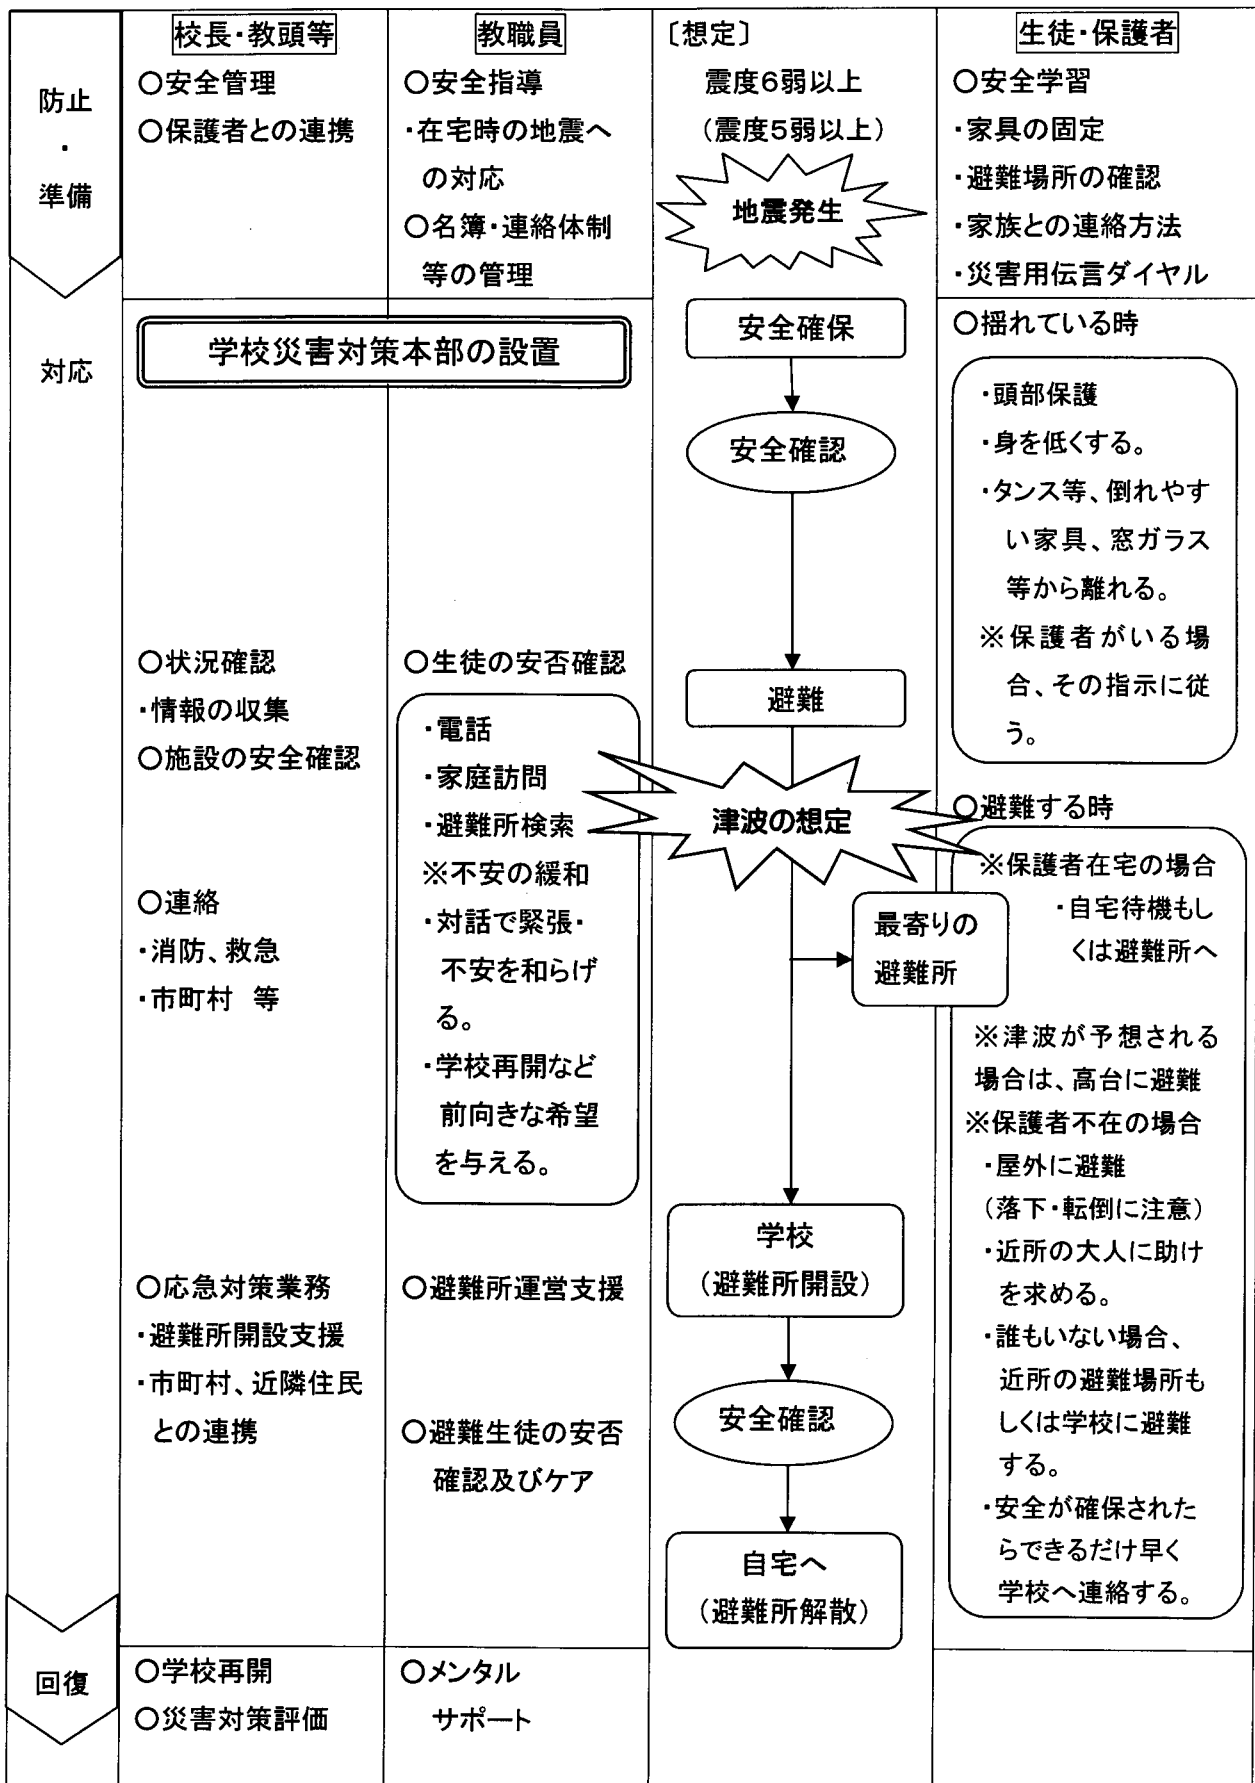 校長・教頭等
教職員
〔想定〕
生徒・保護者
防止
・
準備
○安全管理
○保護者との連携
○安全指導
・在宅時の地震へ
の対応
○名簿・連絡体制
等の管理
震度6弱以上
(震度5弱以上)
地震発生
○安全学習
・家具の固定
・避難場所の確認
・家族との連絡方法
・災害用伝言ダイヤル
対応
学校災害対策本部の設置
○状況確認
・情報の収集
○施設の安全確認
○連絡
・消防、救急
・市町村 等
○応急対策業務
・避難所開設支援
・市町村、近隣住民
との連携
○生徒の安否確認
・電話
・家庭訪問
・避難所検索
※不安の緩和
・対話で緊張・
不安を和らげ
る。
・学校再開など
前向きな希望
を与える。
○避難所運営支援
○避難生徒の安否
確認及びケア
安全確保
安全確認
避難
津波の想定
最寄りの
避難所
学校
(避難所開設)
安全確認
自宅へ
(避難所解散)
○揺れている時
・頭部保護
・身を低くする。
・タンス等、倒れやす
い家具、窓ガラス
等から離れる。
※保護者がいる場
合、その指示に従
う。
○避難する時
※保護者在宅の場合
・自宅待機もし
くは避難所へ
※津波が予想される
場合は、高台に避難
※保護者不在の場合
・屋外に避難
(落下・転倒に注意)
・近所の大人に助け
を求める。
・誰もいない場合、
近所の避難場所も
しくは学校に避難
する。
・安全が確保された
らできるだけ早く
学校へ連絡する。
回復
○学校再開
○災害対策評価
○メンタル
サポート